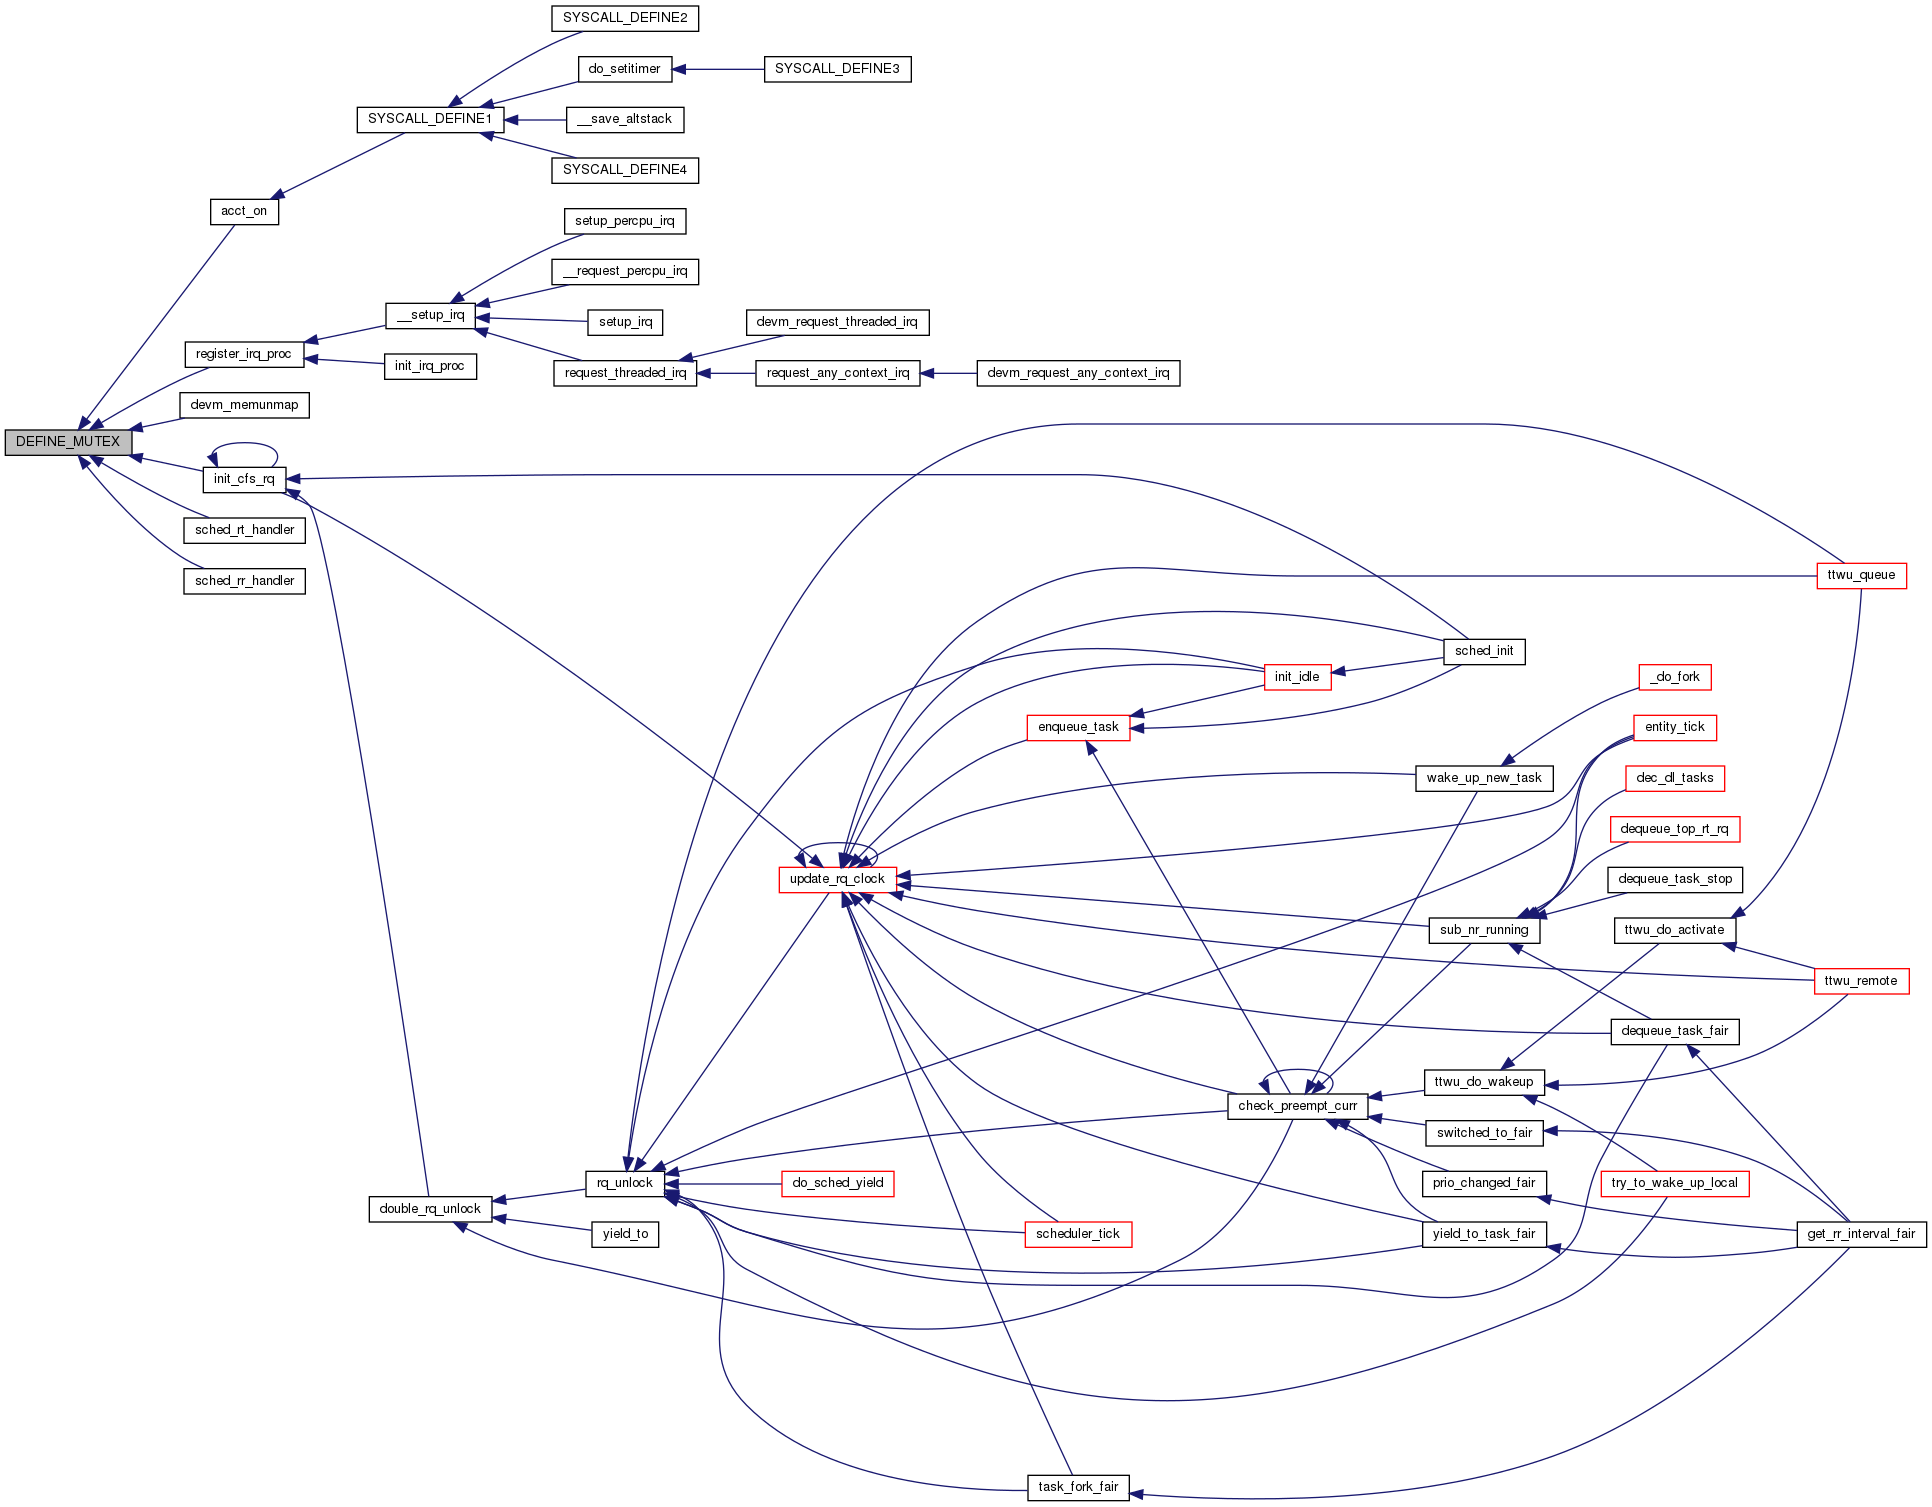 SYSCALL_DEFINE2
do_setitimer
SYSCALL_DEFINE3
SYSCALL_DEFINE1
__save_altstack
SYSCALL_DEFINE4
acct_on
setup_percpu_irq
__request_percpu_irq
__setup_irq
setup_irq
devm_request_threaded_irq
register_irq_proc
init_irq_proc
request_threaded_irq
request_any_context_irq
devm_request_any_context_irq
devm_memunmap
DEFINE_MUTEX
init_cfs_rq
sched_rt_handler
sched_rr_handler
ttwu_queue
sched_init
init_idle
_do_fork
enqueue_task
entity_tick
wake_up_new_task
dec_dl_tasks
dequeue_top_rt_rq
update_rq_clock
dequeue_task_stop
sub_nr_running
ttwu_do_activate
ttwu_remote
dequeue_task_fair
ttwu_do_wakeup
check_preempt_curr
switched_to_fair
rq_unlock
do_sched_yield
prio_changed_fair
try_to_wake_up_local
double_rq_unlock
yield_to
scheduler_tick
yield_to_task_fair
get_rr_interval_fair
task_fork_fair